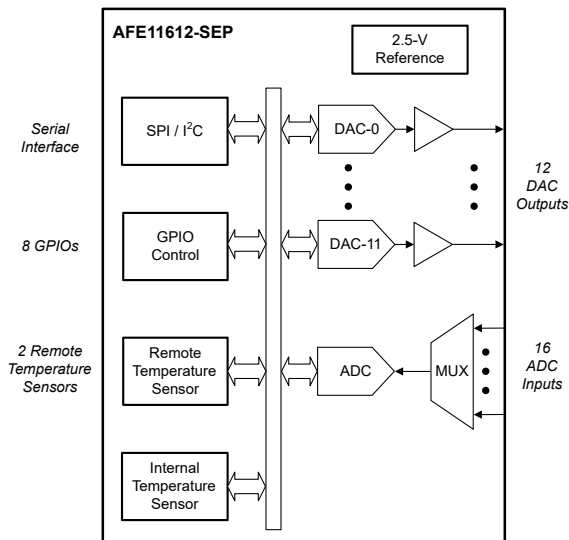 AFE11612-SEP
2.5-V
Reference
Serial
Interface
SPI / I²C
DAC-0
12
DAC
Outputs
8 GPIOs
GPIO
Control
DAC-11
2 Remote
Temperature
Sensors
Remote
Temperature
Sensor
ADC
MUX
16
ADC
Inputs
Internal
Temperature
Sensor